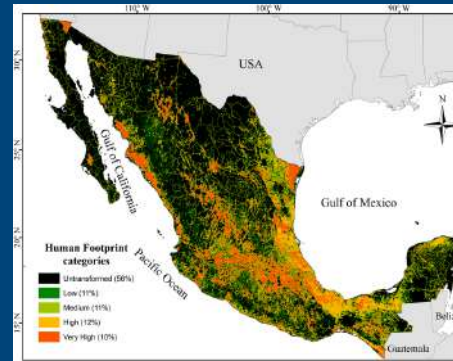 110°W
100°W
90°W
30°N
USA
N
Gulf of California
25°N
Gulf of Mexico
20°N
Human Footprint
categories
Pacific Ocean
Untransformed (56%)
Low (11%)
Medium (11%)
High (12%)
Very High (10%)
15°N
Guatemala